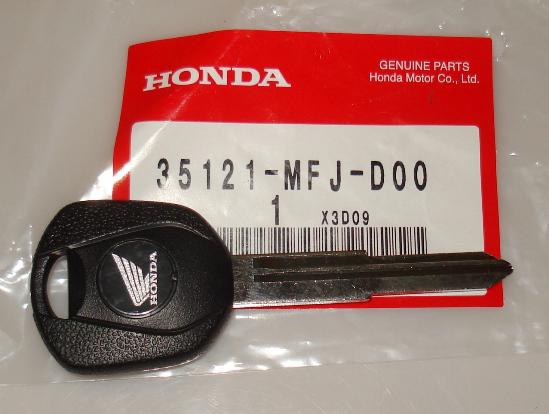 HONDA
GENUINE PARTS
Honda Motor Co., Ltd.
35121-MFJ-D00
1 X3D09
HONDA